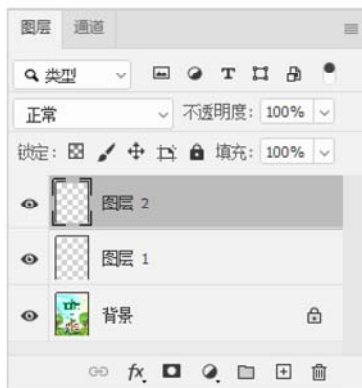 图层 通道
类型 T
正常 不透明度: 100%
锁定: 填充: 100%
图层 2
图层 1
背景
fx